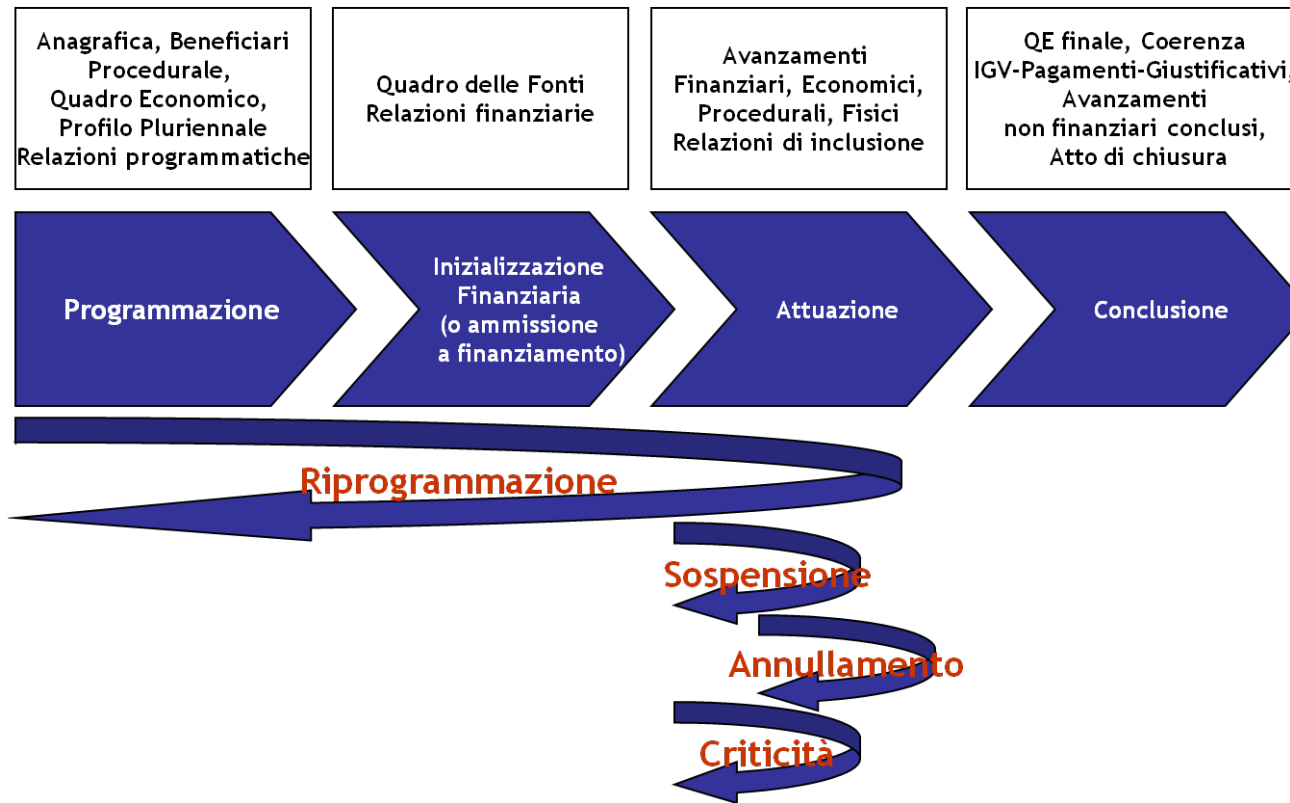 Anagrafica, Beneficiari
Procedurale,
Quadro Economico,
Profilo Pluriennale
Relazioni programmatiche
Quadro delle Fonti
Relazioni finanziarie
Avanzamenti
Finanziari, Economici,
Procedurali, Fisici
Relazioni di inclusione
QE finale, Coerenza
IGV-Pagamenti-Giustificativi,
Avanzamenti
non finanziari conclusi,
Atto di chiusura
Programmazione
Inizializzazione
Finanziaria
(o ammissione
a finanziamento)
Attuazione
Conclusione
Riprogrammazione
Sospensione
Annullamento
Criticità